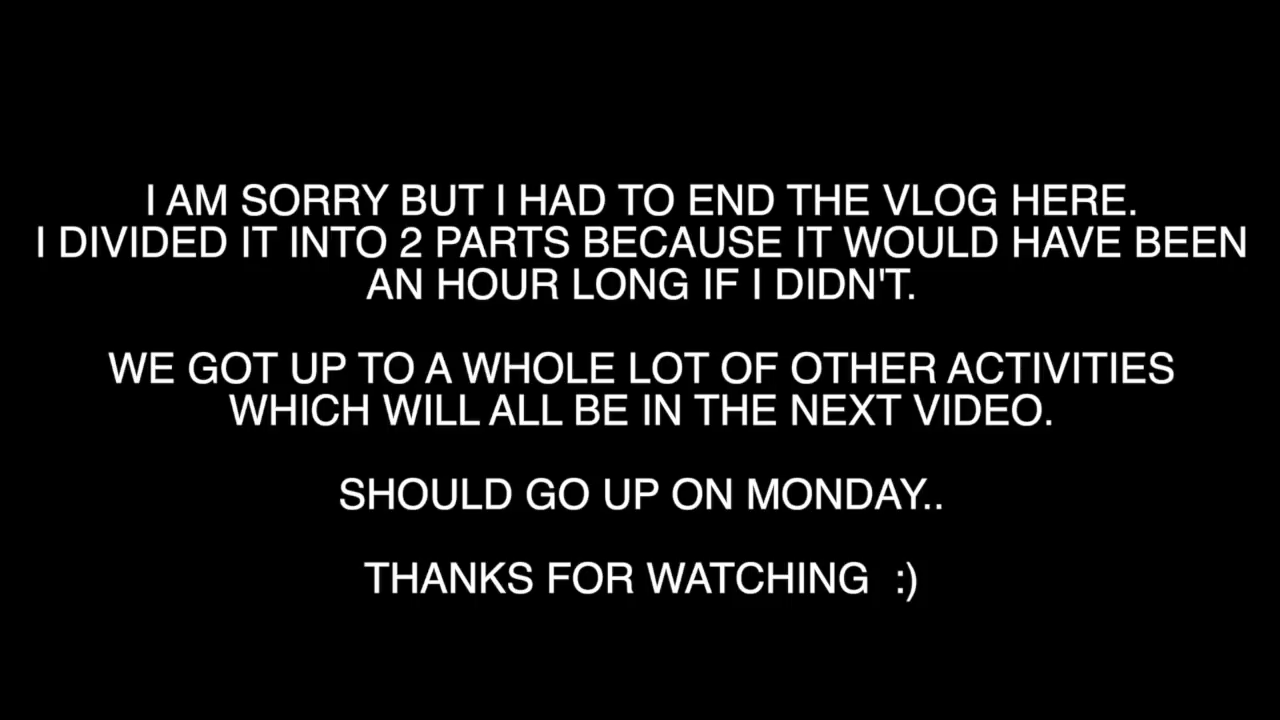 I AM SORRY BUT I HAD TO END THE VLOG HERE.
I DIVIDED IT INTO 2 PARTS BECAUSE IT WOULD HAVE BEEN
AN HOUR LONG IF I DIDN'T.
WE GOT UP TO A WHOLE LOT OF OTHER ACTIVITIES
WHICH WILL ALL BE IN THE NEXT VIDEO.
SHOULD GO UP ON MONDAY..
THANKS FOR WATCHING :)